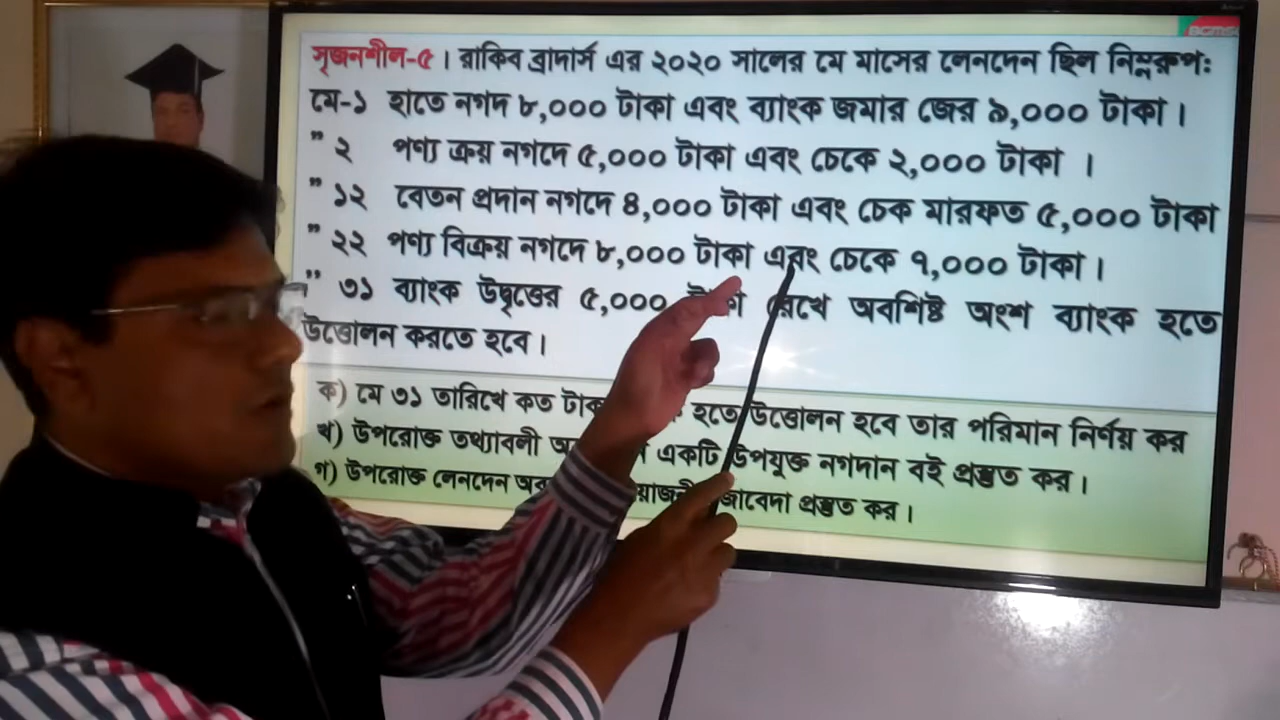 সৃজনশীল-৫। রাকিব ব্রাদার্স এর ২০২০ সালের মে মাসের লেনদেন ছিল নিম্নরুপঃ
মে-১ হাতে নগদ ৮,০০০ টাকা এবং ব্যাংক জমার জের ৯,০০০ টাকা।
" ২ পণ্য ক্রয় নগদে ৫,০০০ টাকা এবং চেকে ২,০০০ টাকা ।
" ১২ বেতন প্রদান নগদে ৪,০০০ টাকা এবং চেক মারফত ৫,০০০ টাকা
" ২২ পণ্য বিক্রয় নগদে ৮,০০০ টাকা এবং চেকে ৭,০০০ টাকা।
" ৩১ ব্যাংক উদ্বৃত্তের ৫,০০০ টাকা রেখে অবশিষ্ট অংশ ব্যাংক হতে
উত্তোলন করতে হবে।
ক) মে ৩১ তারিখে কত হতে উত্তোলন হবে তার পরিমান নির্ণয় কর
খ) উপরোক্ত তথ্যাবলী একটি উপযুক্ত নগদান বই প্রস্তুত কর।
গ) উপরোক্ত লেনদেন জাবেদা প্রস্তুত কর।